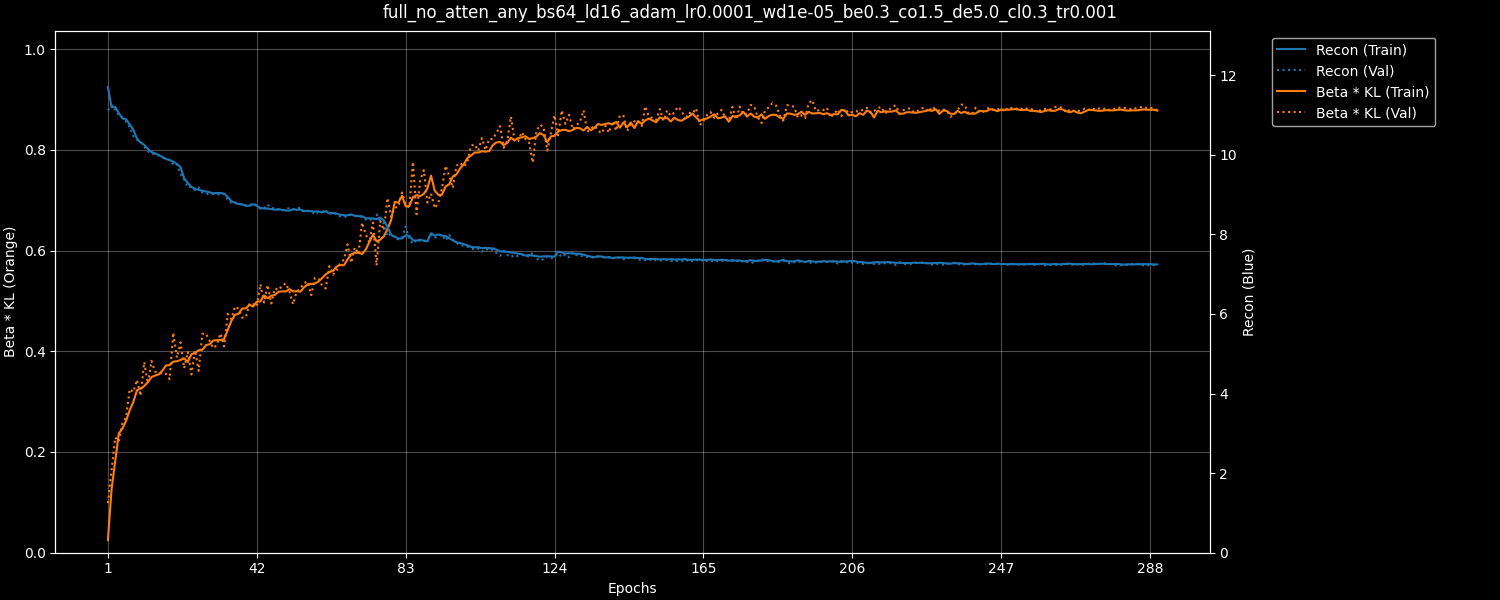 full_no_atten_any_bs64_ld16_adam_lr0.0001_wd1e-05_be0.3_co1.5_de5.0_cl0.3_tr0.001
Beta * KL (Orange)
1.0
0.8
0.6
0.4
0.2
0.0
1 42 83 124 165 206 247 288
Epochs
12
10
8
6
4
2
0
Recon (Blue)
Recon (Train)
Recon (Val)
Beta * KL (Train)
Beta * KL (Val)